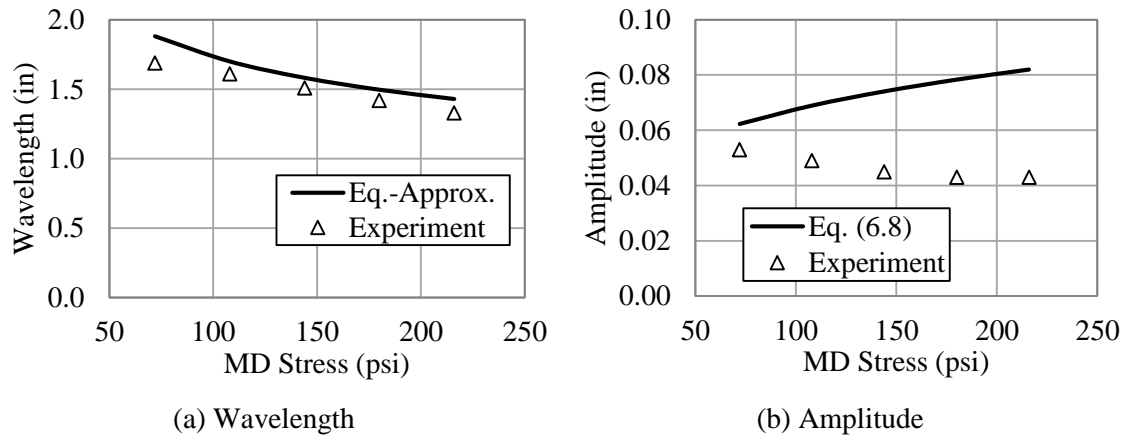 2.0
1.5
1.0
0.5
0.0
Wavelength (in)
Eq.-Approx.
Experiment
50 100 150 200 250
MD Stress (psi)
(a) Wavelength
0.10
0.08
0.06
0.04
0.02
0.00
Amplitude (in)
Eq. (6.8)
Experiment
50 100 150 200 250
MD Stress (psi)
(b) Amplitude